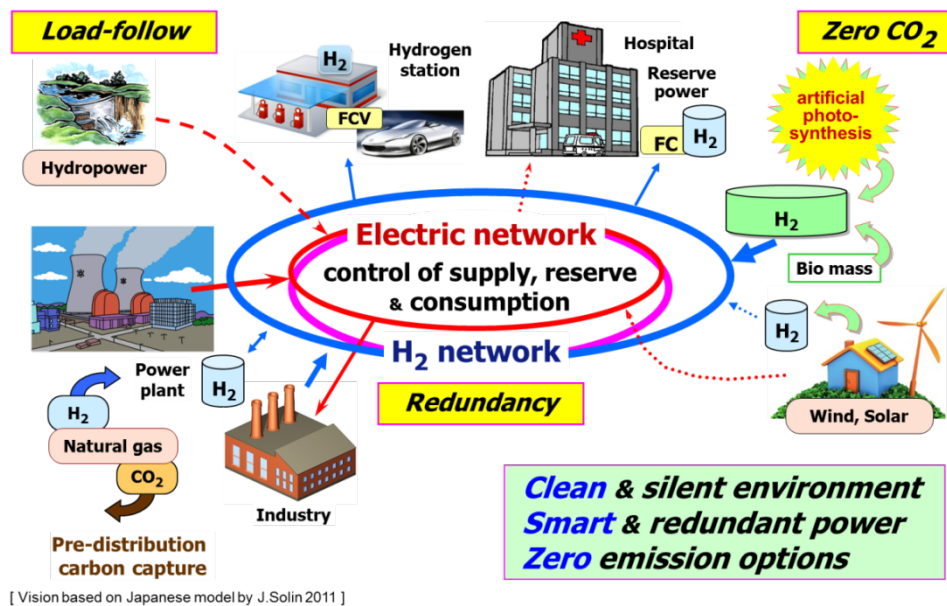 Load-follow
Hydropower
H₂
Hydrogen
station
FCV
Hospital
Reserve
power
FC
H₂
Zero CO₂
artificial
photo-
synthesis
H₂
Bio mass
Electric network
control of supply, reserve
& consumption
H₂ network
Redundancy
Power
plant
H₂
H₂
Natural gas
CO₂
Pre-distribution
carbon capture
Industry
H₂
Wind, Solar
Clean & silent environment
Smart & redundant power
Zero emission options
[ Vision based on Japanese model by J.Solin 2011 ]